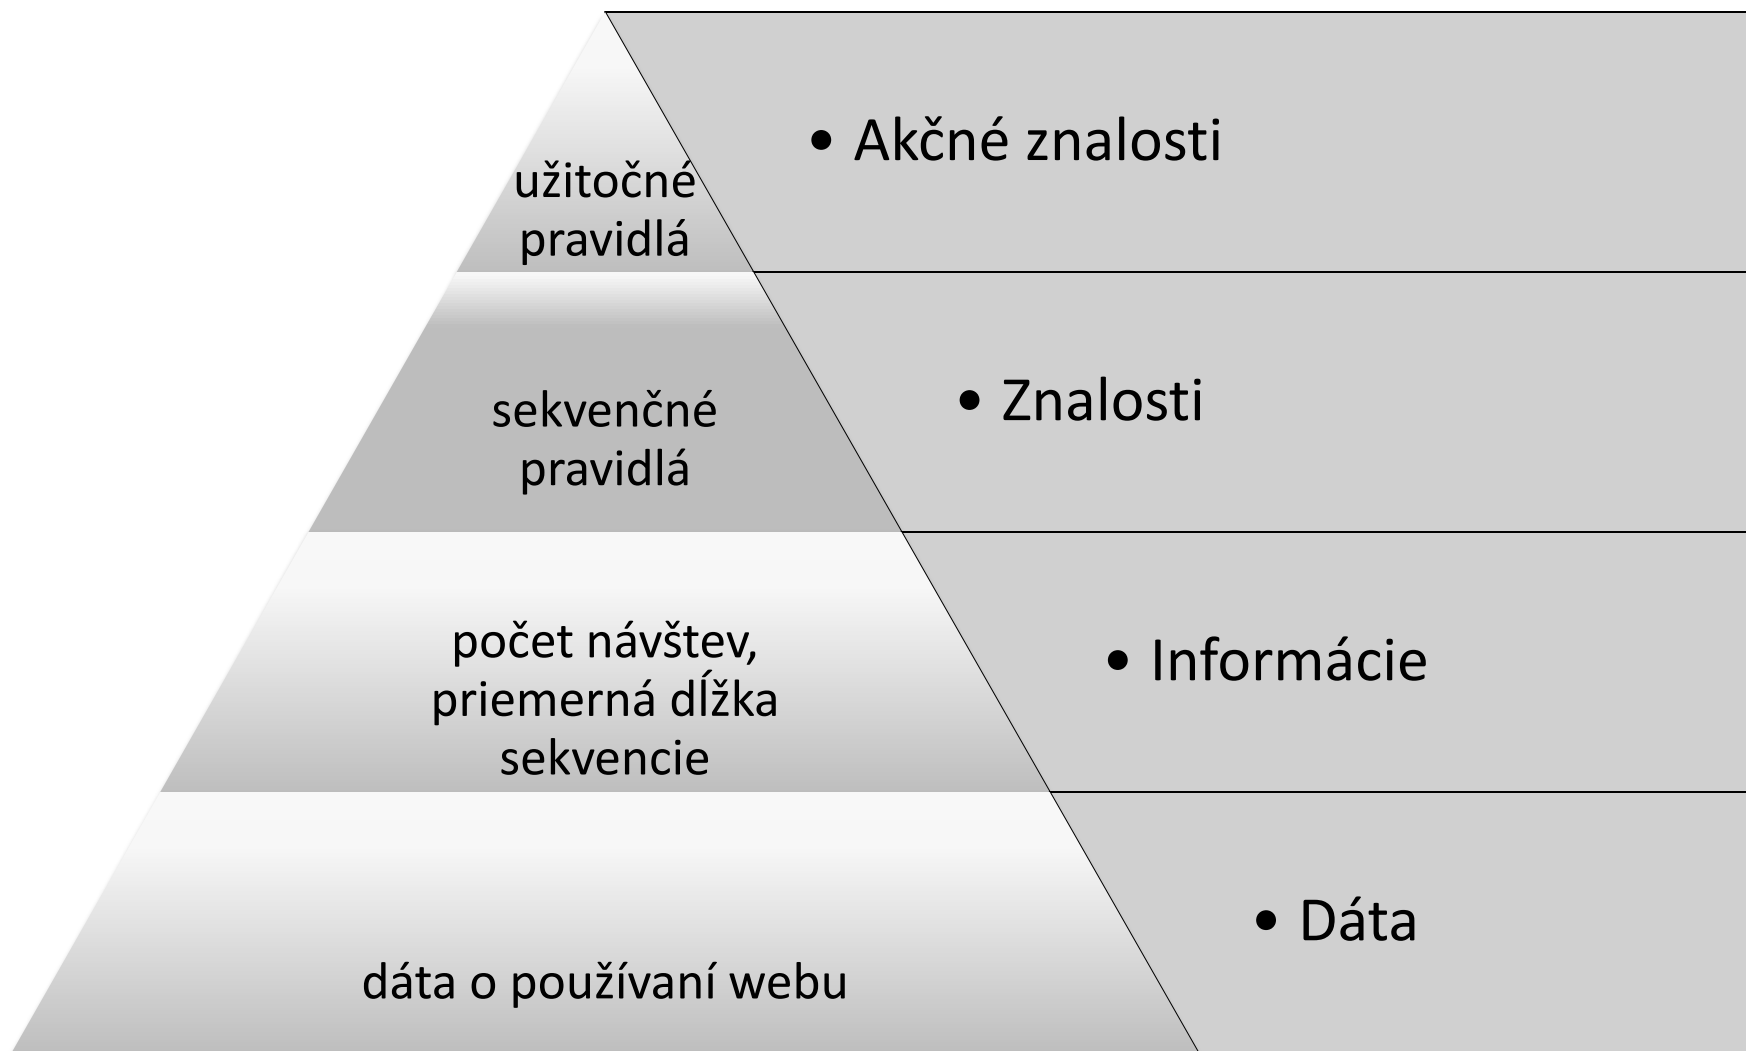 • Akčné znalosti
užitočné
pravidlá
• Znalosti
sekvenčné
pravidlá
• Informácie
počet návštev,
priemerná dĺžka
sekvencie
• Dáta
dáta o používaní webu